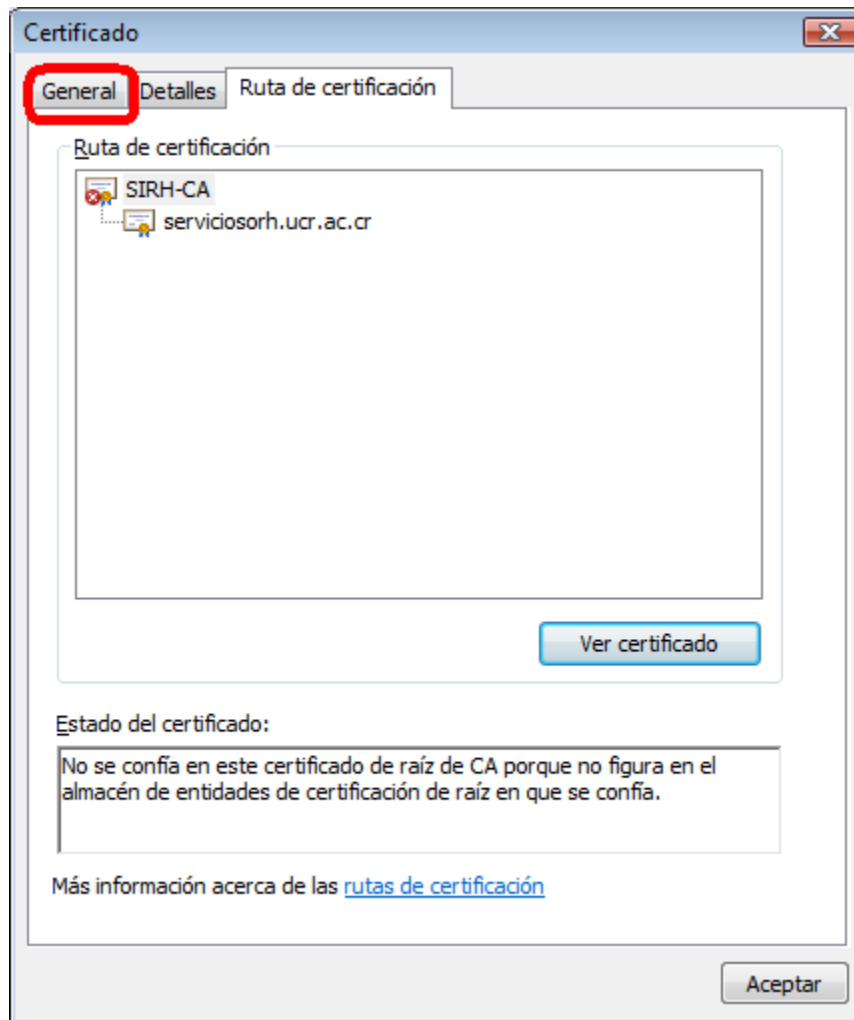 Certificado
General Detalles Ruta de certificación
Ruta de certificación
SIRH-CA
serviciosorh.ucr.ac.cr
Ver certificado
Estado del certificado:
No se confía en este certificado de raíz de CA porque no figura en el
almacén de entidades de certificación de raíz en que se confía.
Más información acerca de las rutas de certificación
Aceptar